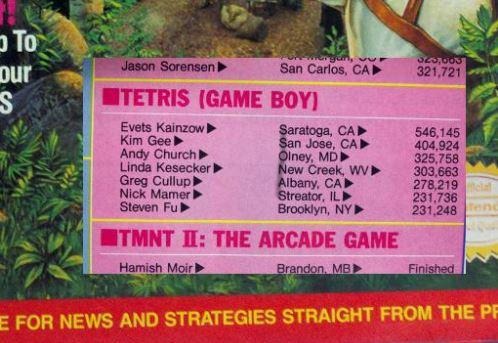 o To
our
S
Jason Sorensen▶ San Carlos, CA▶ 321,721
■TETRIS (GAME BOY)
Evets Kainzow▶ Saratoga, CA▶ 546,145
Kim Gee▶ San Jose, CA▶ 404,924
Andy Church▶ Olney, MD▶ 325,758
Linda Kesecker▶ New Creek, WV▶ 303,663
Greg Cullup▶ Albany, CA▶ 278,219
Nick Mamer▶ Streator, IL▶ 231,736
Steven Fu▶ Brooklyn, NY▶ 231,248
■TMNT II: THE ARCADE GAME
Hamish Moir▶ Brandon, MB▶ Finished
E FOR NEWS AND STRATEGIES STRAIGHT FROM THE PR